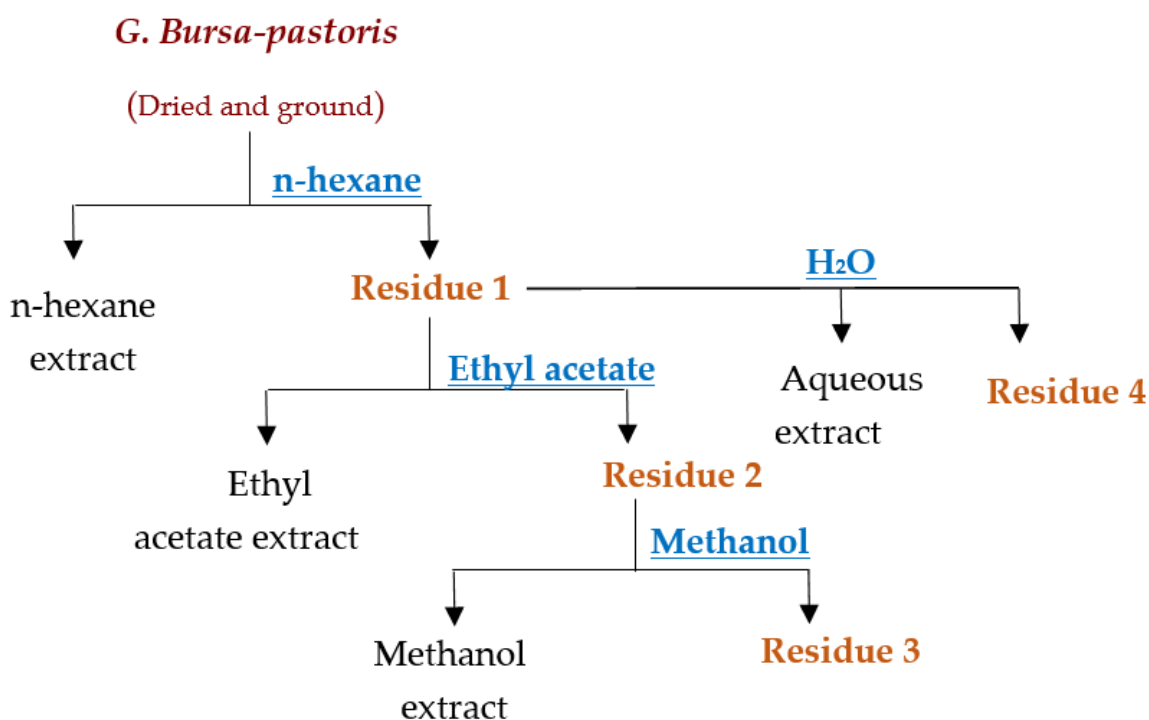 G. Bursa-pastoris
(Dried and ground)
n-hexane
n-hexane
extract
Residue 1
H₂O
Ethyl acetate
Aqueous
extract
Residue 4
Ethyl
acetate extract
Residue 2
Methanol
Methanol
extract
Residue 3